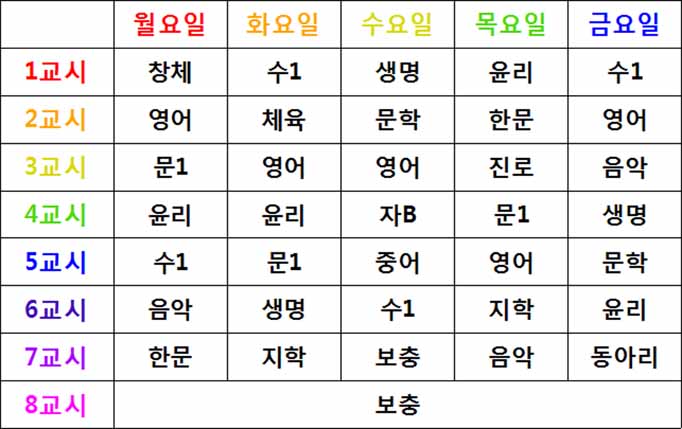 월요일 화요일 수요일 목요일 금요일
1교시 창체 수1 생명 윤리 수1
2교시 영어 체육 문학 한문 영어
3교시 문1 영어 영어 진로 음악
4교시 윤리 윤리 자B 문1 생명
5교시 수1 문1 중어 영어 문학
6교시 음악 생명 수1 지학 윤리
7교시 한문 지학 보충 음악 동아리
8교시 보충